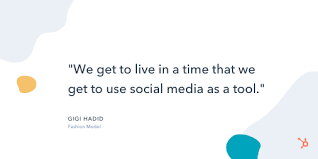 "We get to live in a time that we
get to use social media as a tool."
GIGI HADID
Fashion Model